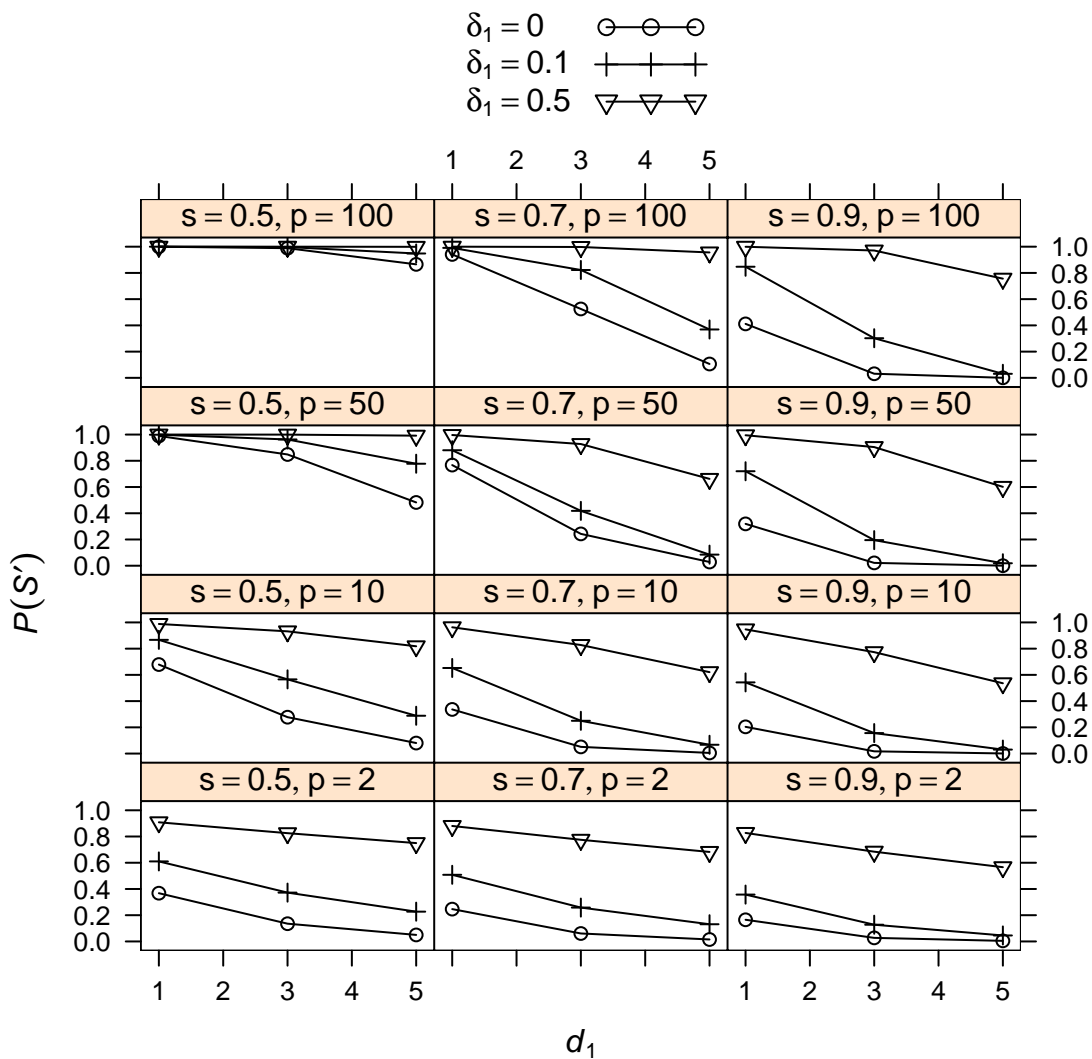 δ₁ = 0
δ₁ = 0.1
δ₁ = 0.5
1 2 3 4 5
s = 0.5, p = 100 s = 0.7, p = 100 s = 0.9, p = 100
1.0
0.8
0.6
0.4
0.2
0.0
s = 0.5, p = 50 s = 0.7, p = 50 s = 0.9, p = 50
1.0
0.8
0.6
0.4
0.2
0.0
s = 0.5, p = 10 s = 0.7, p = 10 s = 0.9, p = 10
1.0
0.8
0.6
0.4
0.2
0.0
s = 0.5, p = 2 s = 0.7, p = 2 s = 0.9, p = 2
1.0
0.8
0.6
0.4
0.2
0.0
1 2 3 4 5 1 2 3 4 5
P(S′)
d₁